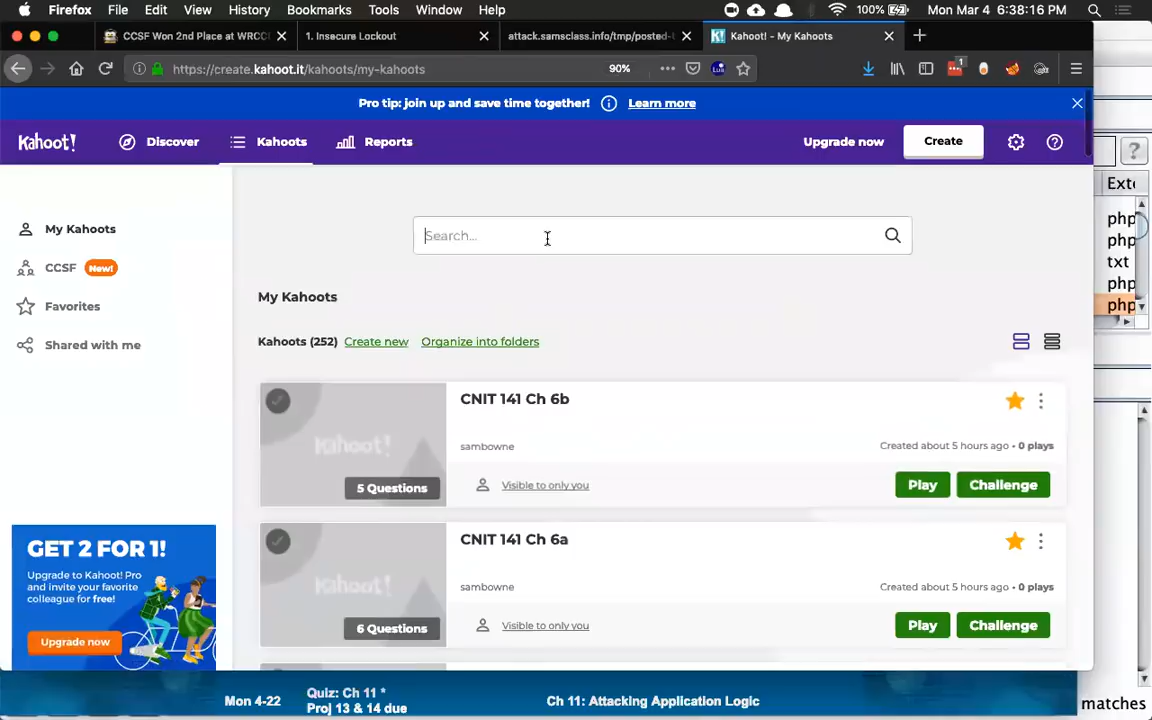 Firefox File Edit View History Bookmarks Tools Window Help 100% Mon Mar 4 6:38:16 PM
CCSF Won 2nd Place at WRCC 1. Insecure Lockout attack.samsclass.info/tmp/posted- Kahoot! - My Kahoots
https://create.kahoot.it/kahoots/my-kahoots 90% 1
Pro tip: join up and save time together! Learn more
Kahoot! Discover Kahoots Reports Upgrade now Create
Exte
php
php
txt
php
php
My Kahoots
CCSF New!
Favorites
Shared with me
Search...
My Kahoots
Kahoots (252) Create new Organize into folders
CNIT 141 Ch 6b
sambowne Created about 5 hours ago • 0 plays
Kahoot!
5 Questions Visible to only you Play Challenge
CNIT 141 Ch 6a
sambowne Created about 5 hours ago • 0 plays
Kahoot!
6 Questions Visible to only you Play Challenge
GET 2 FOR 1!
Upgrade to Kahoot! Pro
and invite your favorite
colleague for free!
Upgrade now
Mon 4-22 Quiz: Ch 11 * Ch 11: Attacking Application Logic
Proj 13 & 14 due
matches